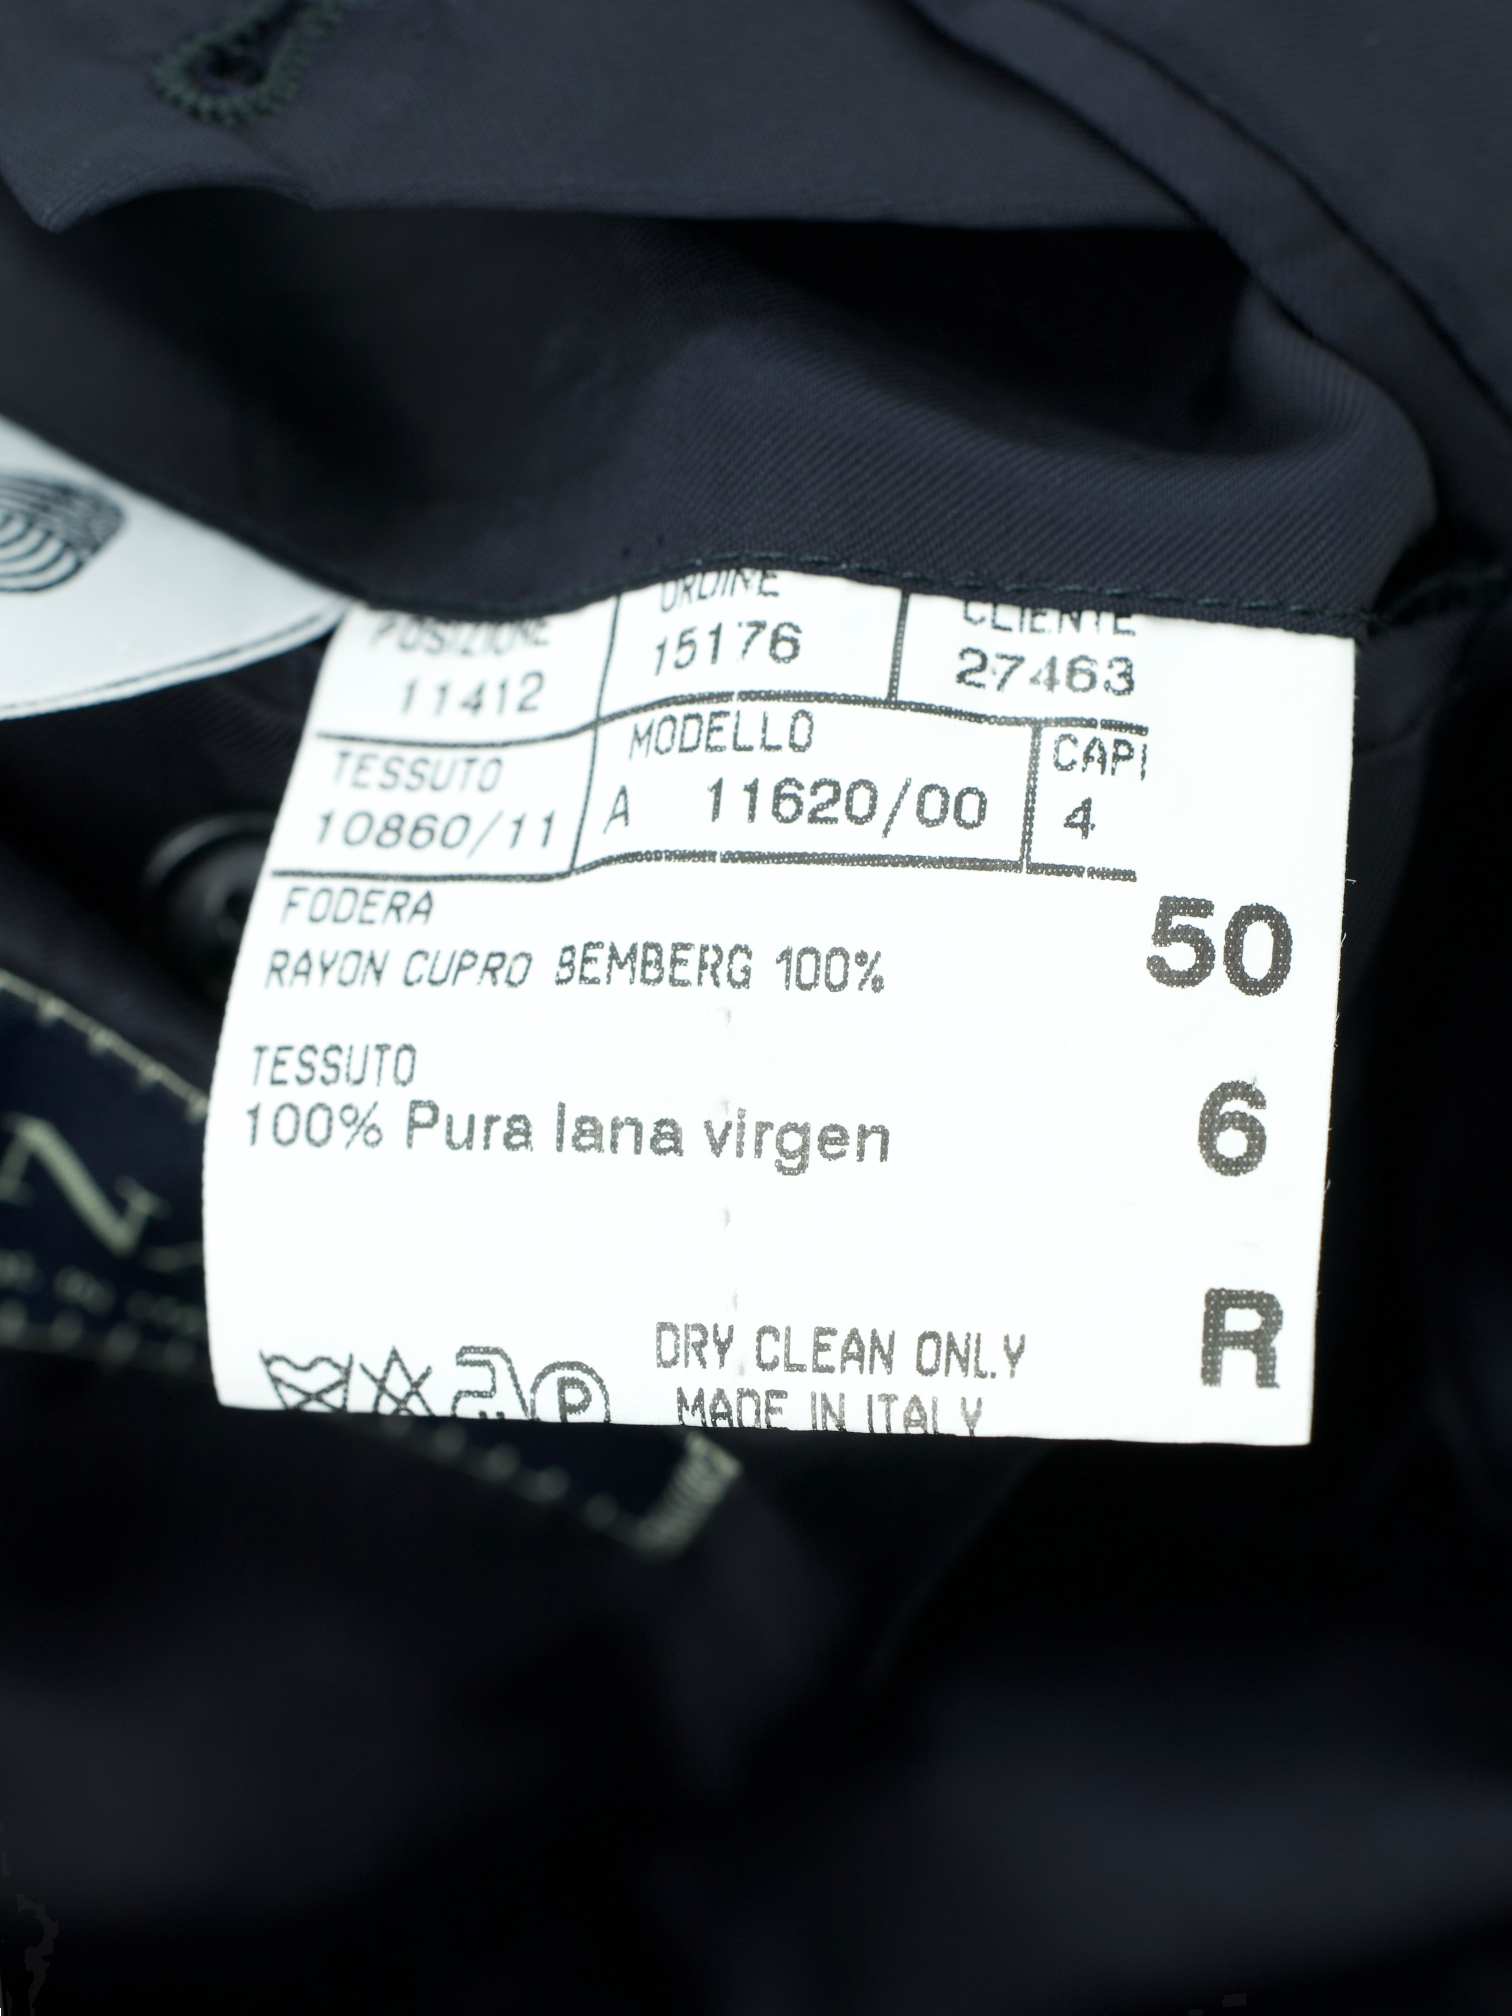 POSIZIONE ORDINE CLIENTE
11412 15176 27463
TESSUTO MODELLO CAPI
10860/11 A 11620/00 4
FODERA
RAYON CUPRO BEMBERG 100%
50
TESSUTO
100% Pura lana virgen
6
R
DRY CLEAN ONLY
P
MADE IN ITALY
N